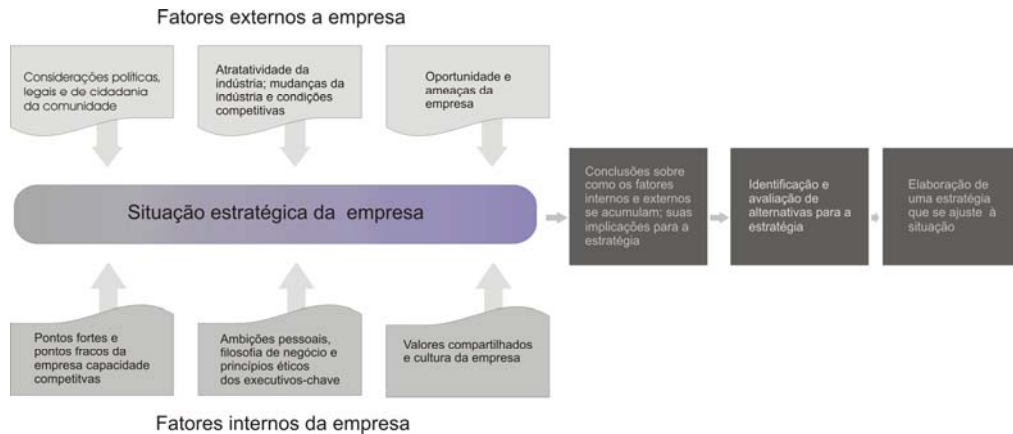 Fatores externos a empresa
Considerações políticas,
legais e de cidadania
da comunidade
Atratatividade da
indústria; mudanças da
indústria e condições
competitivas
Oportunidade e
ameaças da
empresa
Situação estratégica da empresa
Conclusões sobre
como os fatores
internos e externos
se acumulam; suas
implicações para a
estratégia
Identificação e
avaliação de
alternativas para a
estratégia
Elaboração de
uma estratégia
que se ajuste à
situação
Pontos fortes e
pontos fracos da
empresa capacidade
competitvas
Ambições pessoais,
filosofia de negócio e
princípios éticos
dos executivos-chave
Valores compartilhados
e cultura da empresa
Fatores internos da empresa